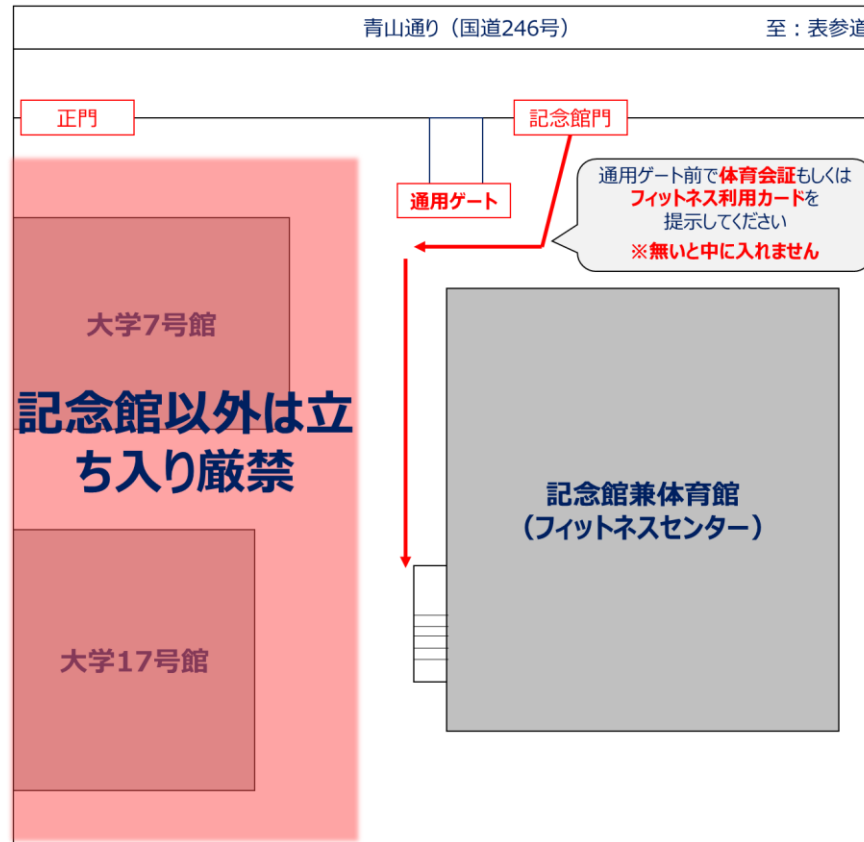 青山通り（国道246号）
至：表参道
正門
記念館門
通用ゲート
通用ゲート前で体育会証もしくは
フィットネス利用カードを
提示してください
※無いと中に入れません
大学7号館
記念館以外は立
ち入り厳禁
記念館兼体育館
（フィットネスセンター）
大学17号館